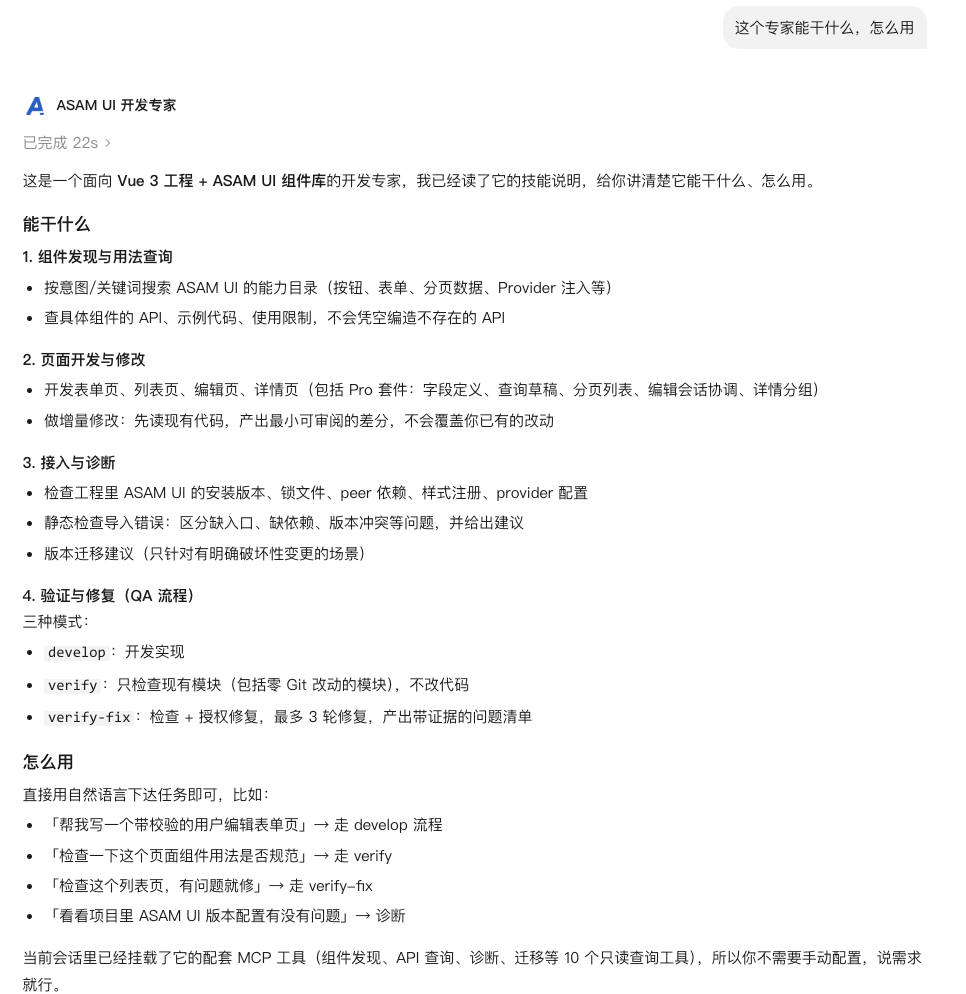 这个专家能干什么，怎么用
ASAM UI 开发专家
已完成 22s >
这是一个面向 Vue 3 工程 + ASAM UI 组件库的开发专家，我已经读了它的技能说明，给你讲清楚它能干什么、怎么用。
能干什么
1. 组件发现与用法查询
• 按意图/关键词搜索 ASAM UI 的能力目录（按钮、表单、分页数据、Provider 注入等）
• 查具体组件的 API、示例代码、使用限制，不会凭空编造不存在的 API
2. 页面开发与修改
• 开发表单页、列表页、编辑页、详情页（包括 Pro 套件：字段定义、查询草稿、分页列表、编辑会话协调、详情分组）
• 做增量修改：先读现有代码，产出最小可审阅的差分，不会覆盖你已有的改动
3. 接入与诊断
• 检查工程里 ASAM UI 的安装版本、锁文件、peer 依赖、样式注册、provider 配置
• 静态检查导入错误：区分缺入口、缺依赖、版本冲突等问题，并给出建议
• 版本迁移建议（只针对有明确破坏性变更的场景）
4. 验证与修复（QA 流程）
三种模式：
• develop：开发实现
• verify：只检查现有模块（包括零 Git 改动的模块），不改代码
• verify-fix：检查 + 授权修复，最多 3 轮修复，产出带证据的问题清单
怎么用
直接用自然语言下达任务即可，比如：
• 「帮我写一个带校验的用户编辑表单页」→ 走 develop 流程
• 「检查一下这个页面组件用法是否规范」→ 走 verify
• 「检查这个列表页，有问题就修」→ 走 verify-fix
• 「看看项目里 ASAM UI 版本配置有没有问题」→ 诊断
当前会话里已经挂载了它的配套 MCP 工具（组件发现、API 查询、诊断、迁移等 10 个只读查询工具），所以你不需要手动配置，说需求
就行。